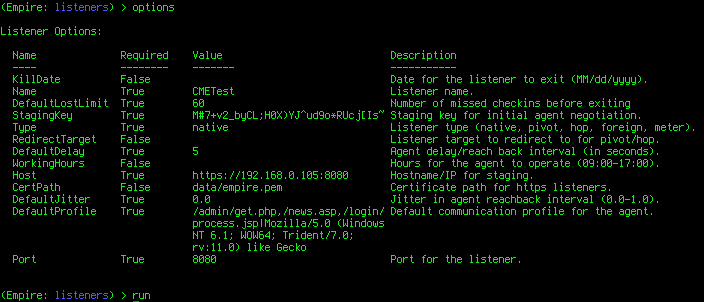 (Empire: listeners) > options
Listener Options:
Name Required Value Description
---- -------- ------- -----------
KillDate False Date for the listener to exit (MM/dd/yyyy).
Name True CMETest Listener name.
DefaultLostLimit True 60 Number of missed checkins before exiting
StagingKey True M#7+v2_byCL;H0X)YJ^ud9o*RUcj[Is~ Staging key for initial agent negotiation.
Type True native Listener type (native, pivot, hop, foreign, meter).
RedirectTarget False Listener target to redirect to for pivot/hop.
DefaultDelay True 5 Agent delay/reach back interval (in seconds).
WorkingHours False Hours for the agent to operate (09:00-17:00).
Host True https://192.168.0.105:8080 Hostname/IP for staging.
CertPath False data/empire.pem Certificate path for https listeners.
DefaultJitter True 0.0 Jitter in agent reachback interval (0.0-1.0).
DefaultProfile True /admin/get.php,/news.asp,/login/ Default communication profile for the agent.
process.jsp|Mozilla/5.0 (Windows
NT 6.1; WOW64; Trident/7.0;
rv:11.0) like Gecko
Port True 8080 Port for the listener.
(Empire: listeners) > run